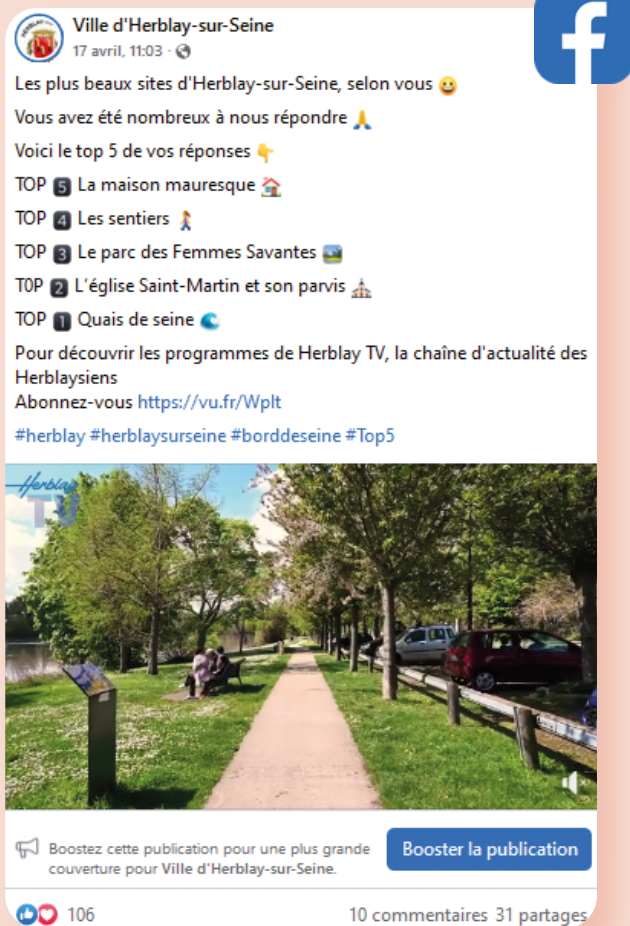 Ville d'Herblay-sur-Seine
17 avril, 11:03 ·
Les plus beaux sites d'Herblay-sur-Seine, selon vous 😀
Vous avez été nombreux à nous répondre 🙏
Voici le top 5 de vos réponses 👇
TOP 5️⃣ La maison mauresque 🏠
TOP 4️⃣ Les sentiers 🚶
TOP 3️⃣ Le parc des Femmes Savantes 🏞️
TOP 2️⃣ L'église Saint-Martin et son parvis ⛪
TOP 1️⃣ Quais de seine 🌊
Pour découvrir les programmes de Herblay TV, la chaîne d'actualité des
Herblaysiens
Abonnez-vous https://vu.fr/Wplt
#herblay #herblaysurseine #borddeseine #Top5
Herblay
TV
Boostez cette publication pour une plus grande
couverture pour Ville d'Herblay-sur-Seine.
Booster la publication
106
10 commentaires 31 partages